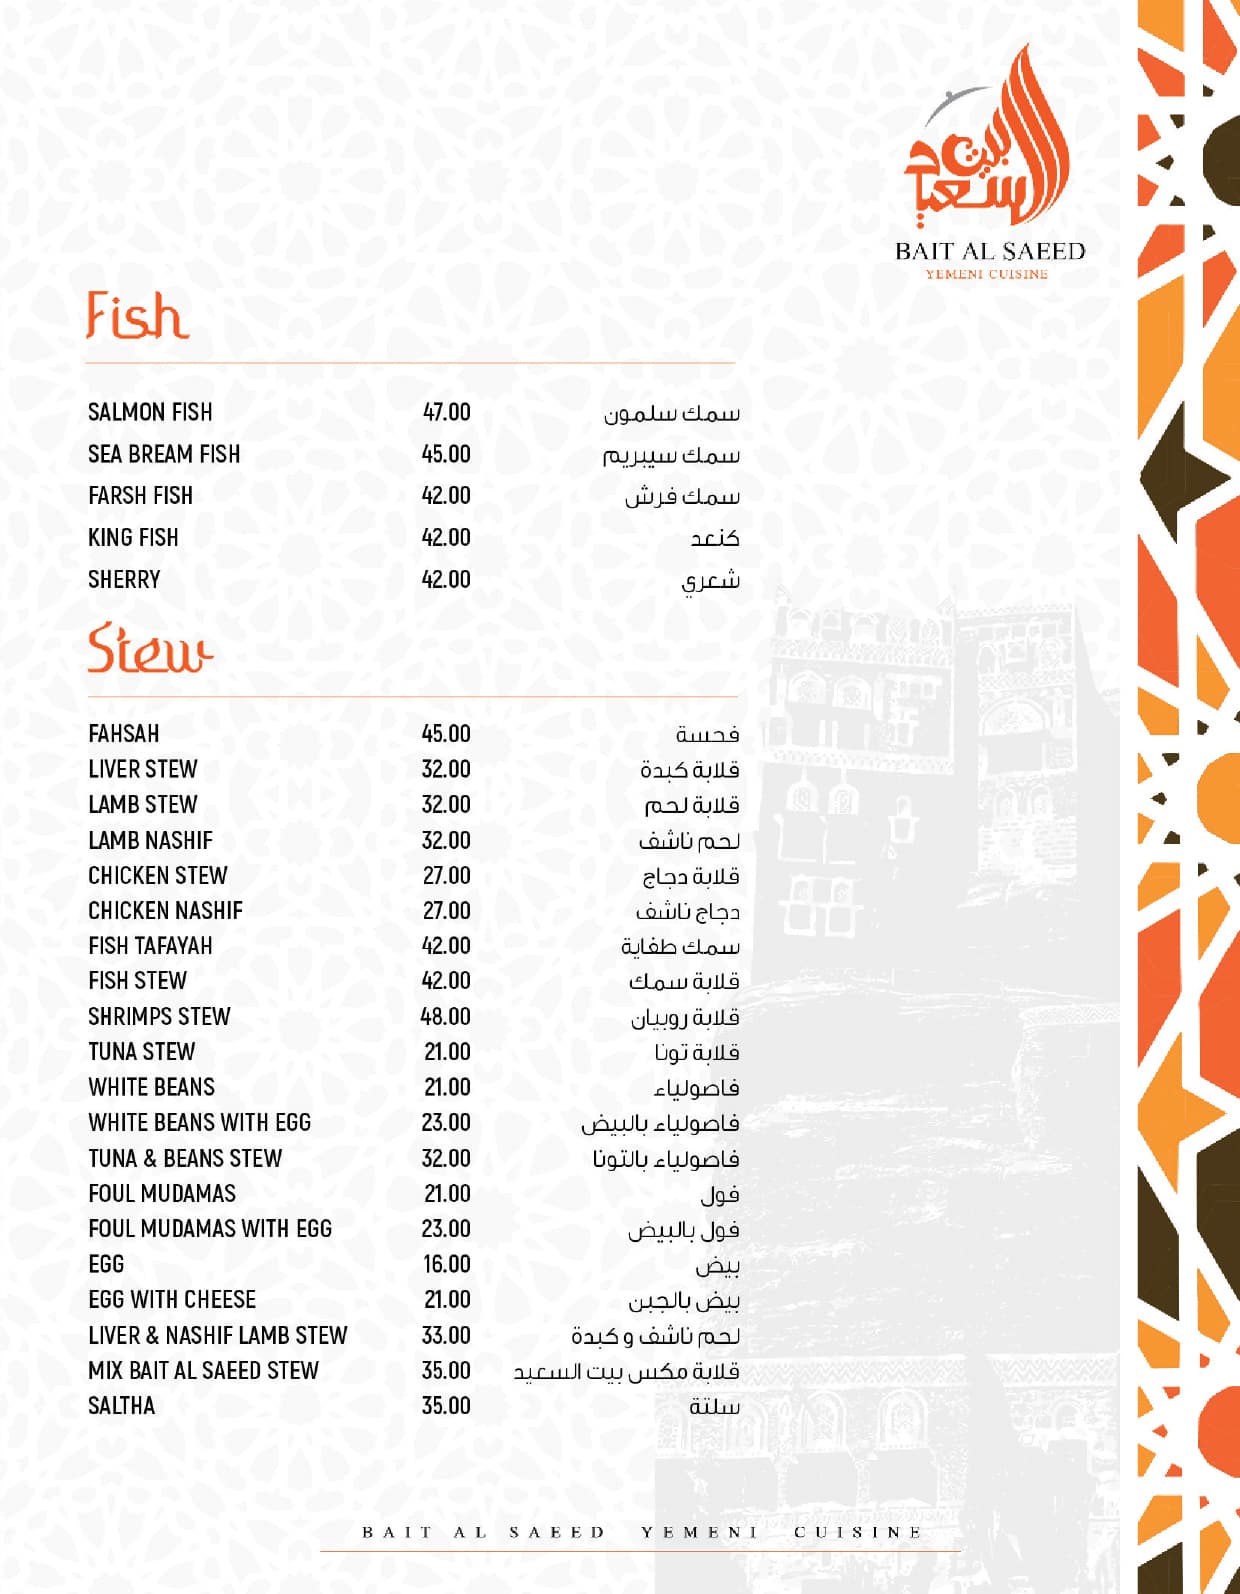 بيت السعيد
BAIT AL SAEED
YEMENI CUISINE
Fish
SALMON FISH 47.00 سمك سلمون
SEA BREAM FISH 45.00 سمك سيبريم
FARSH FISH 42.00 سمك فرش
KING FISH 42.00 كنعد
SHERRY 42.00 شعري
Stew
FAHSAH 45.00 فحسة
LIVER STEW 32.00 قلابة كبدة
LAMB STEW 32.00 قلابة لحم
LAMB NASHIF 32.00 لحم ناشف
CHICKEN STEW 27.00 قلابة دجاج
CHICKEN NASHIF 27.00 دجاج ناشف
FISH TAFAYAH 42.00 سمك طفاية
FISH STEW 42.00 قلابة سمك
SHRIMPS STEW 48.00 قلابة روبيان
TUNA STEW 21.00 قلابة تونا
WHITE BEANS 21.00 فاصولياء
WHITE BEANS WITH EGG 23.00 فاصولياء بالبيض
TUNA & BEANS STEW 32.00 فاصولياء بالتونا
FOUL MUDAMAS 21.00 فول
FOUL MUDAMAS WITH EGG 23.00 فول بالبيض
EGG 16.00 بيض
EGG WITH CHEESE 21.00 بيض بالجبن
LIVER & NASHIF LAMB STEW 33.00 لحم ناشف و كبدة
MIX BAIT AL SAEED STEW 35.00 قلابة مكس بيت السعيد
SALTHA 35.00 سلتة
BAIT AL SAEED YEMENI CUISINE